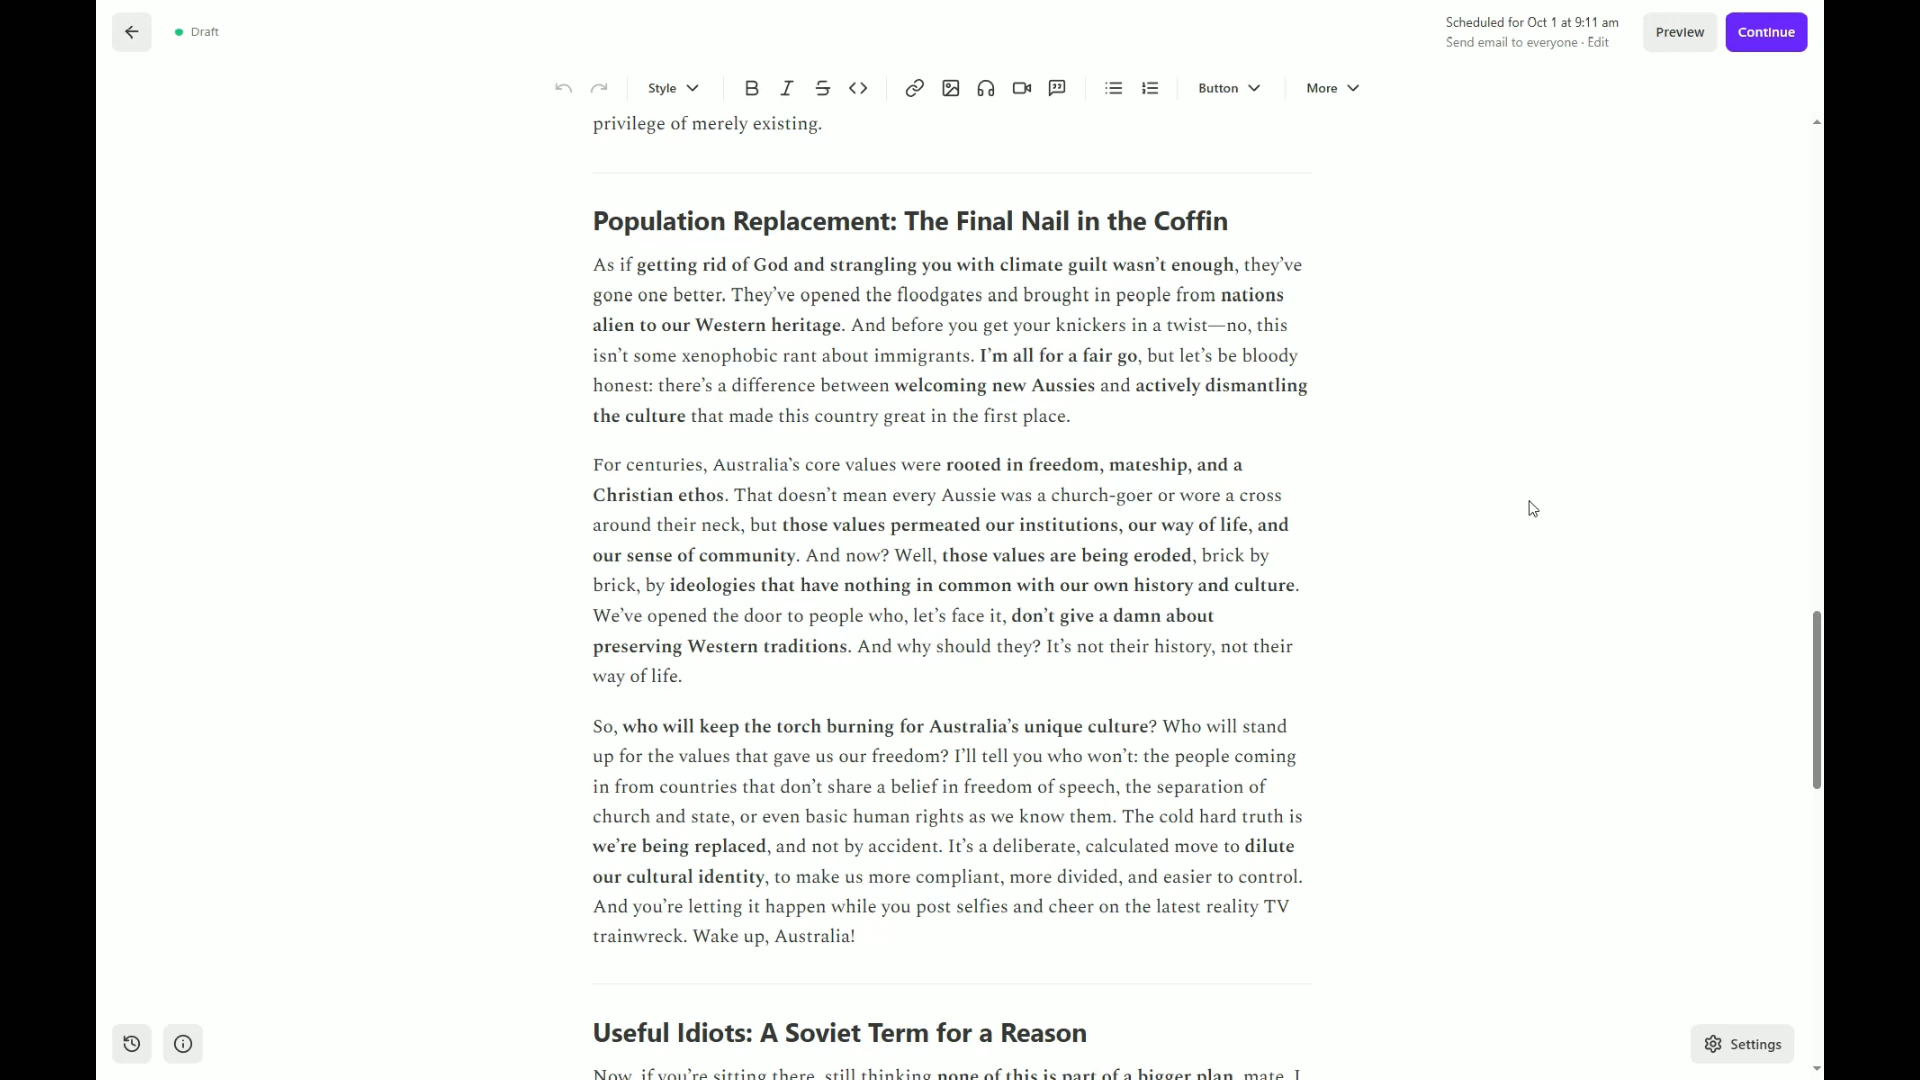 Draft
Scheduled for Oct 1 at 9:11 am
Send email to everyone · Edit
Preview
Continue
Style
Button
More
privilege of merely existing.
Population Replacement: The Final Nail in the Coffin
As if getting rid of God and strangling you with climate guilt wasn’t enough, they’ve
gone one better. They’ve opened the floodgates and brought in people from nations
alien to our Western heritage. And before you get your knickers in a twist—no, this
isn’t some xenophobic rant about immigrants. I’m all for a fair go, but let’s be bloody
honest: there’s a difference between welcoming new Aussies and actively dismantling
the culture that made this country great in the first place.
For centuries, Australia’s core values were rooted in freedom, mateship, and a
Christian ethos. That doesn’t mean every Aussie was a church-goer or wore a cross
around their neck, but those values permeated our institutions, our way of life, and
our sense of community. And now? Well, those values are being eroded, brick by
brick, by ideologies that have nothing in common with our own history and culture.
We’ve opened the door to people who, let’s face it, don’t give a damn about
preserving Western traditions. And why should they? It’s not their history, not their
way of life.
So, who will keep the torch burning for Australia’s unique culture? Who will stand
up for the values that gave us our freedom? I’ll tell you who won’t: the people coming
in from countries that don’t share a belief in freedom of speech, the separation of
church and state, or even basic human rights as we know them. The cold hard truth is
we’re being replaced, and not by accident. It’s a deliberate, calculated move to dilute
our cultural identity, to make us more compliant, more divided, and easier to control.
And you’re letting it happen while you post selfies and cheer on the latest reality TV
trainwreck. Wake up, Australia!
Useful Idiots: A Soviet Term for a Reason
Now, if you’re sitting there, still thinking none of this is part of a bigger plan, mate, I
Settings